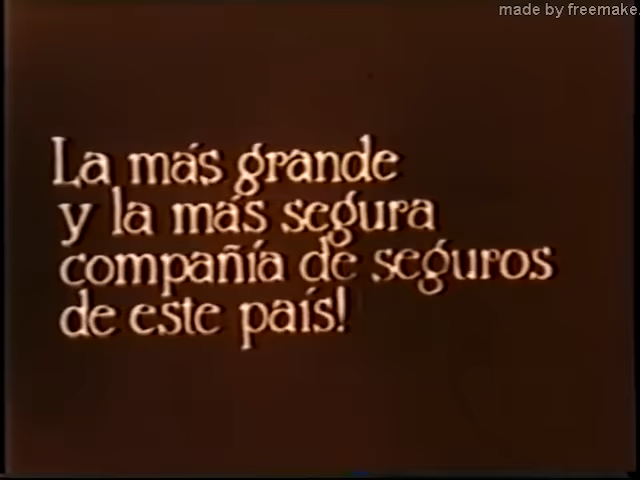 made by freemake.
La más grande
y la más segura
compañía de seguros
de este país!